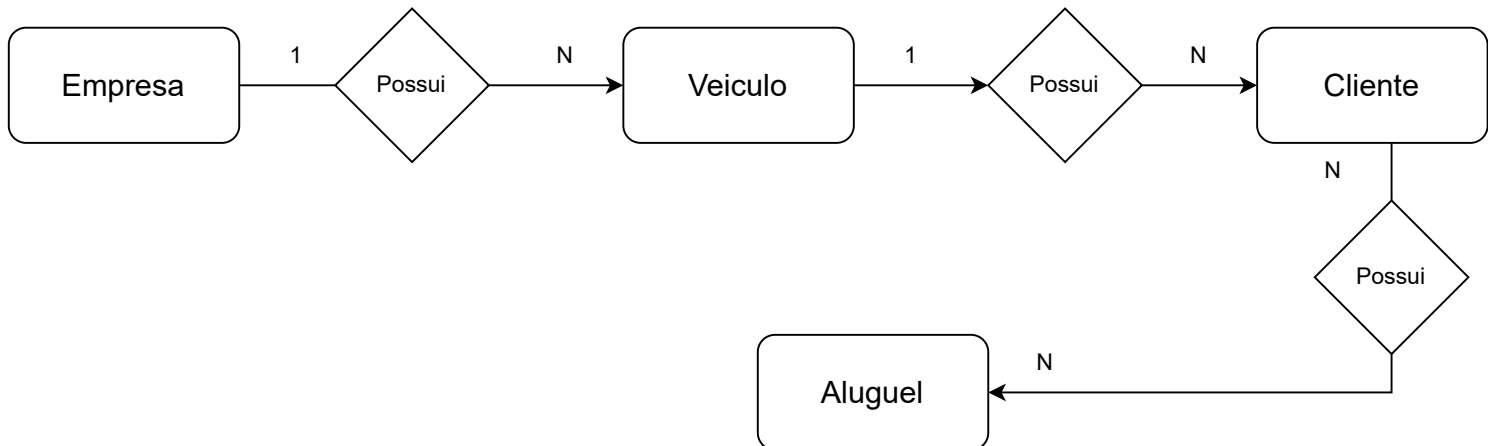 Empresa
1
Possui
N
Veiculo
1
Possui
N
Cliente
N
Possui
N
Aluguel